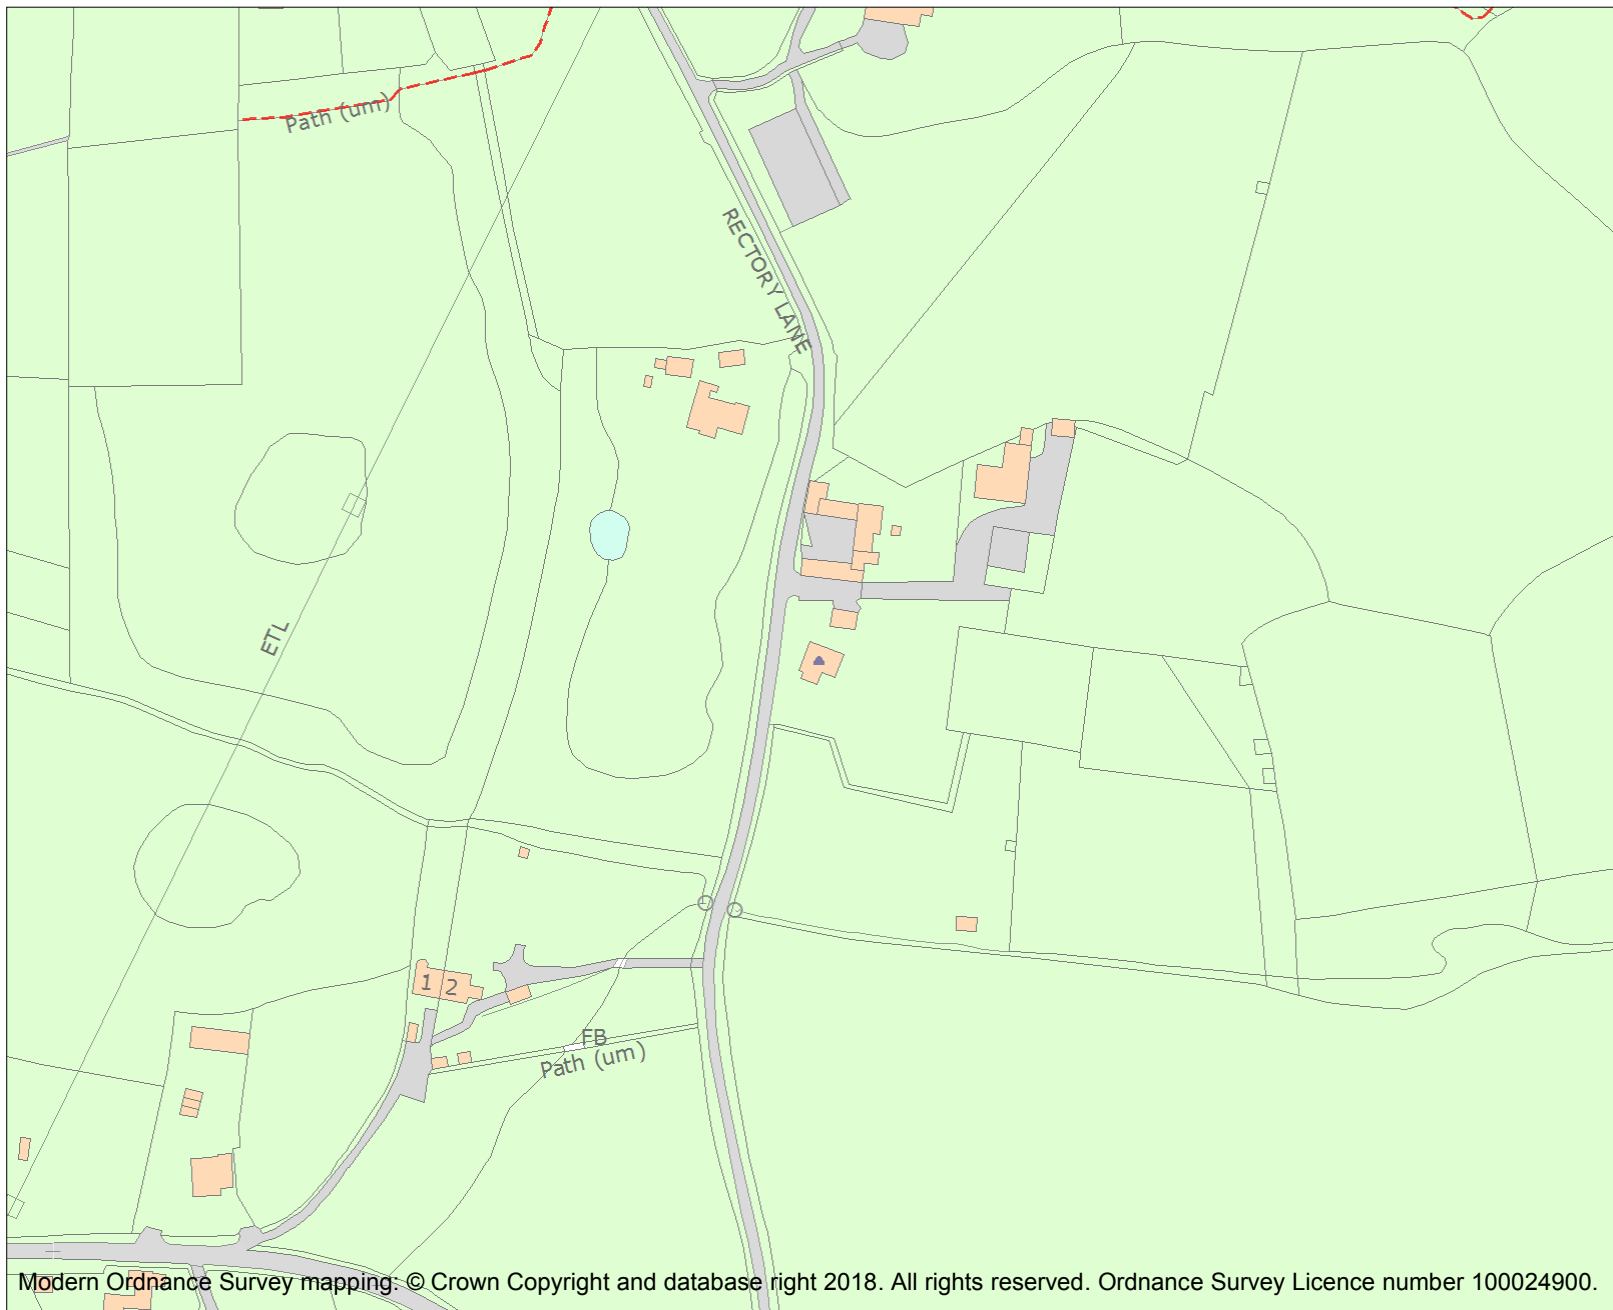 Path (um)
RECTORY LANE
ETL
1 2
FB
Path (um)
Modern Ordnance Survey mapping: © Crown Copyright and database right 2018. All rights reserved. Ordnance Survey Licence number 100024900.